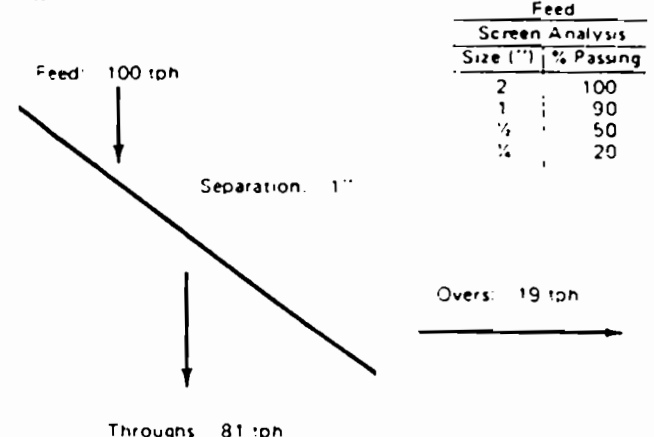 Feed
Screen Analysis
Size (") % Passing
2 100
1 90
½ 50
¼ 20
Feed: 100 tph
Separation: 1"
Overs: 19 tph
Throughs 81 tph